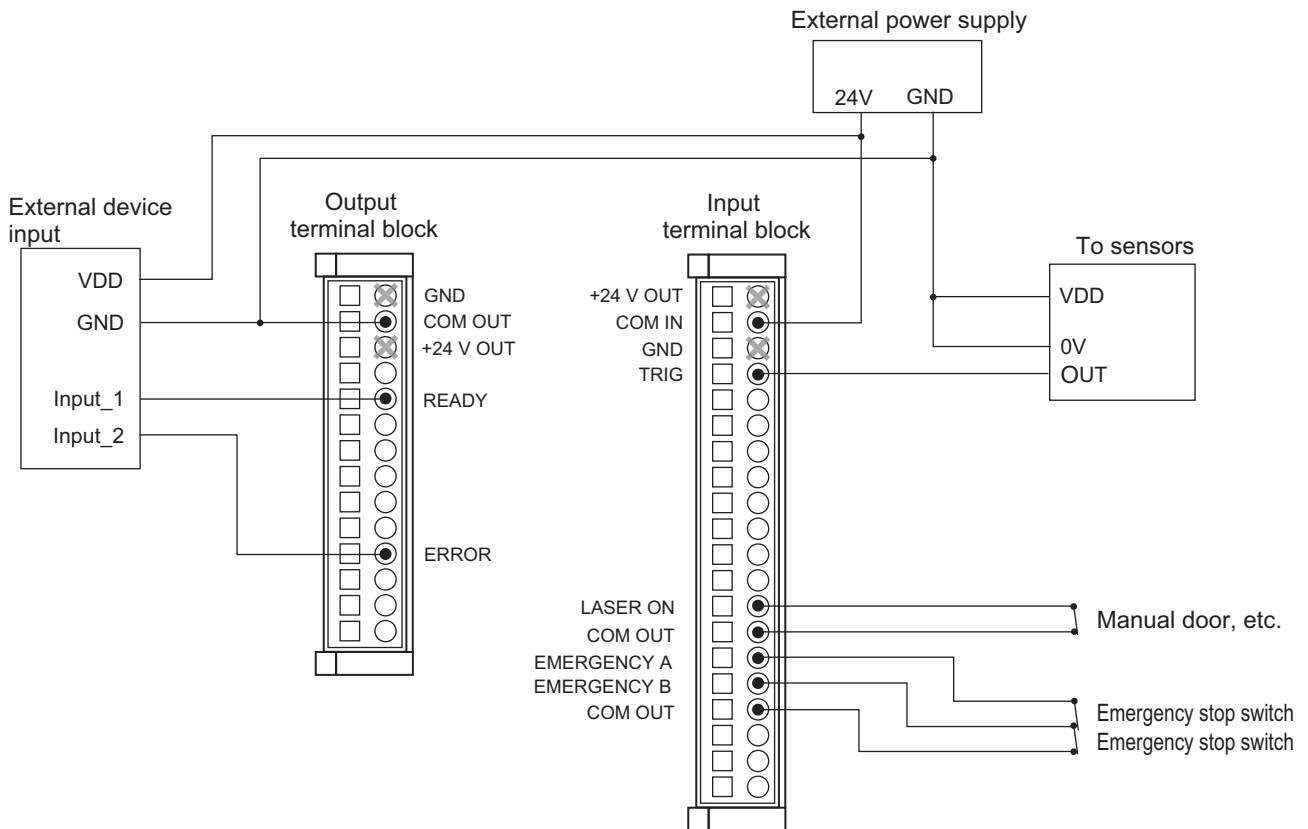 External power supply
24V GND
External device
input
VDD
GND
Input_1
Input_2
Output
terminal block
GND
COM OUT
+24 V OUT
READY
ERROR
Input
terminal block
+24 V OUT
COM IN
GND
TRIG
LASER ON
COM OUT
EMERGENCY A
EMERGENCY B
COM OUT
To sensors
VDD
0V
OUT
Manual door, etc.
Emergency stop switch
Emergency stop switch